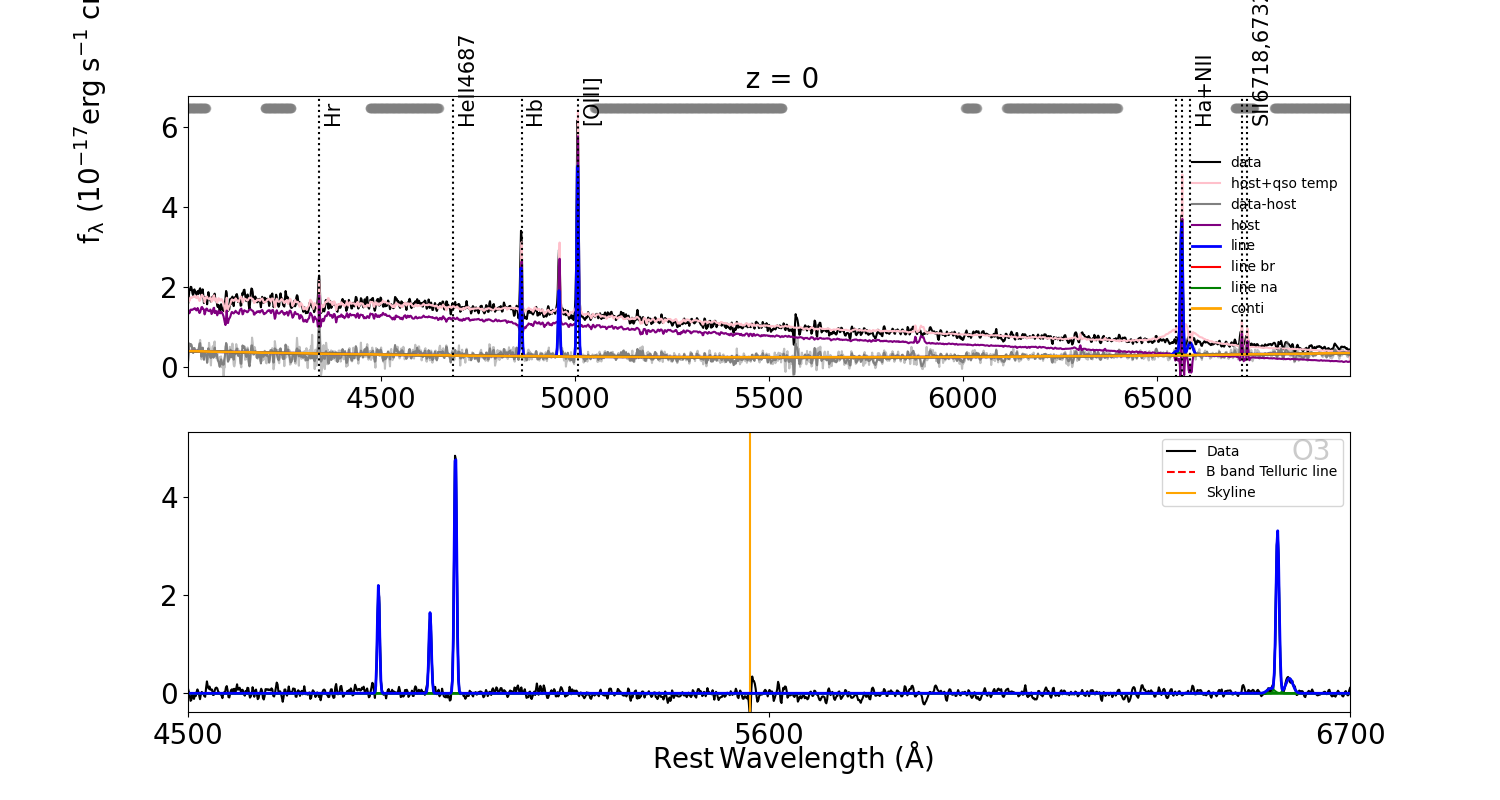 z = 0
f_λ (10^−17 erg s^−1
Hr
HeII4687
Hb
[OIII]
Ha+NII
SII6718,6732
6
4
2
0
data
host+qso temp
data-host
host
line
line br
line na
conti
4500 5000 5500 6000 6500
O3
Data
B band Telluric line
Skyline
4
2
0
4500 5600 6700
Rest Wavelength (Å)